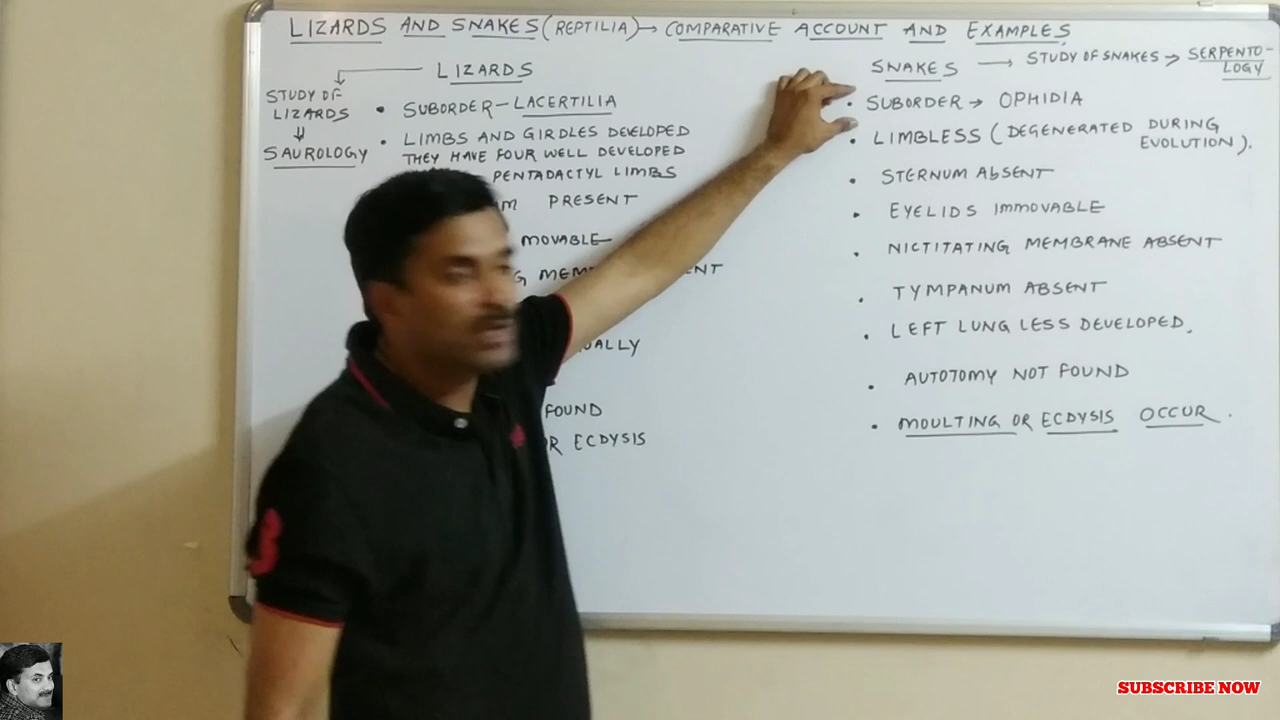 LIZARDS AND SNAKES (REPTILIA) → COMPARATIVE ACCOUNT AND EXAMPLES
LIZARDS
STUDY OF
LIZARDS
⇓
SAUROLOGY
• SUBORDER - LACERTILIA
• LIMBS AND GIRDLES DEVELOPED
THEY HAVE FOUR WELL DEVELOPED
PENTADACTYL LIMBS
PRESENT
MOVABLE
FOUND
ECDYSIS
SNAKES → STUDY OF SNAKES → SERPENTO-
LOGY
• SUBORDER → OPHIDIA
• LIMBLESS (DEGENERATED DURING
EVOLUTION).
• STERNUM ABSENT
• EYELIDS IMMOVABLE
• NICTITATING MEMBRANE ABSENT
• TYMPANUM ABSENT
• LEFT LUNG LESS DEVELOPED.
• AUTOTOMY NOT FOUND
• MOULTING OR ECDYSIS OCCUR.
3
SUBSCRIBE NOW